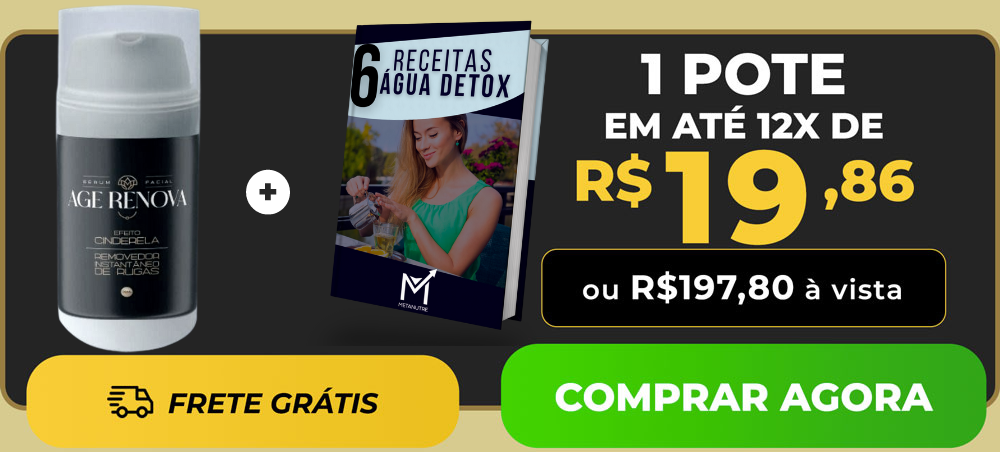 SERUM FACIAL
AGE RENOVA
EFEITO
CINDERELA
REMOVEDOR
INSTANTÂNEO
DE RUGAS
+
6 RECEITAS
ÁGUA DETOX
M
METANUTRE
1 POTE
EM ATÉ 12X DE
R$19,86
ou R$197,80 à vista
FRETE GRÁTIS
COMPRAR AGORA